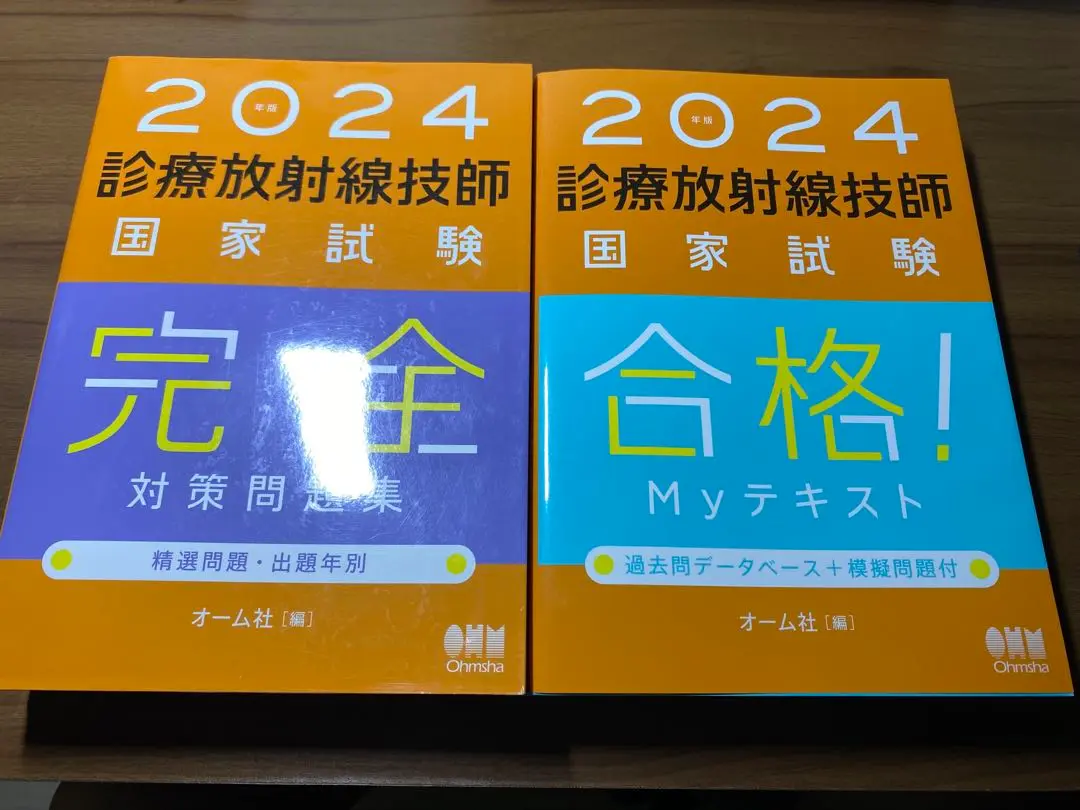 2024
年版
診療放射線技師
国家試験
完全
対策問題集
精選問題・出題年別
オーム社[編]
OHM
Ohmsha
2024
年版
診療放射線技師
国家試験
合格!
Myテキスト
過去問データベース+模擬問題付
オーム社[編]
OHM
Ohmsha